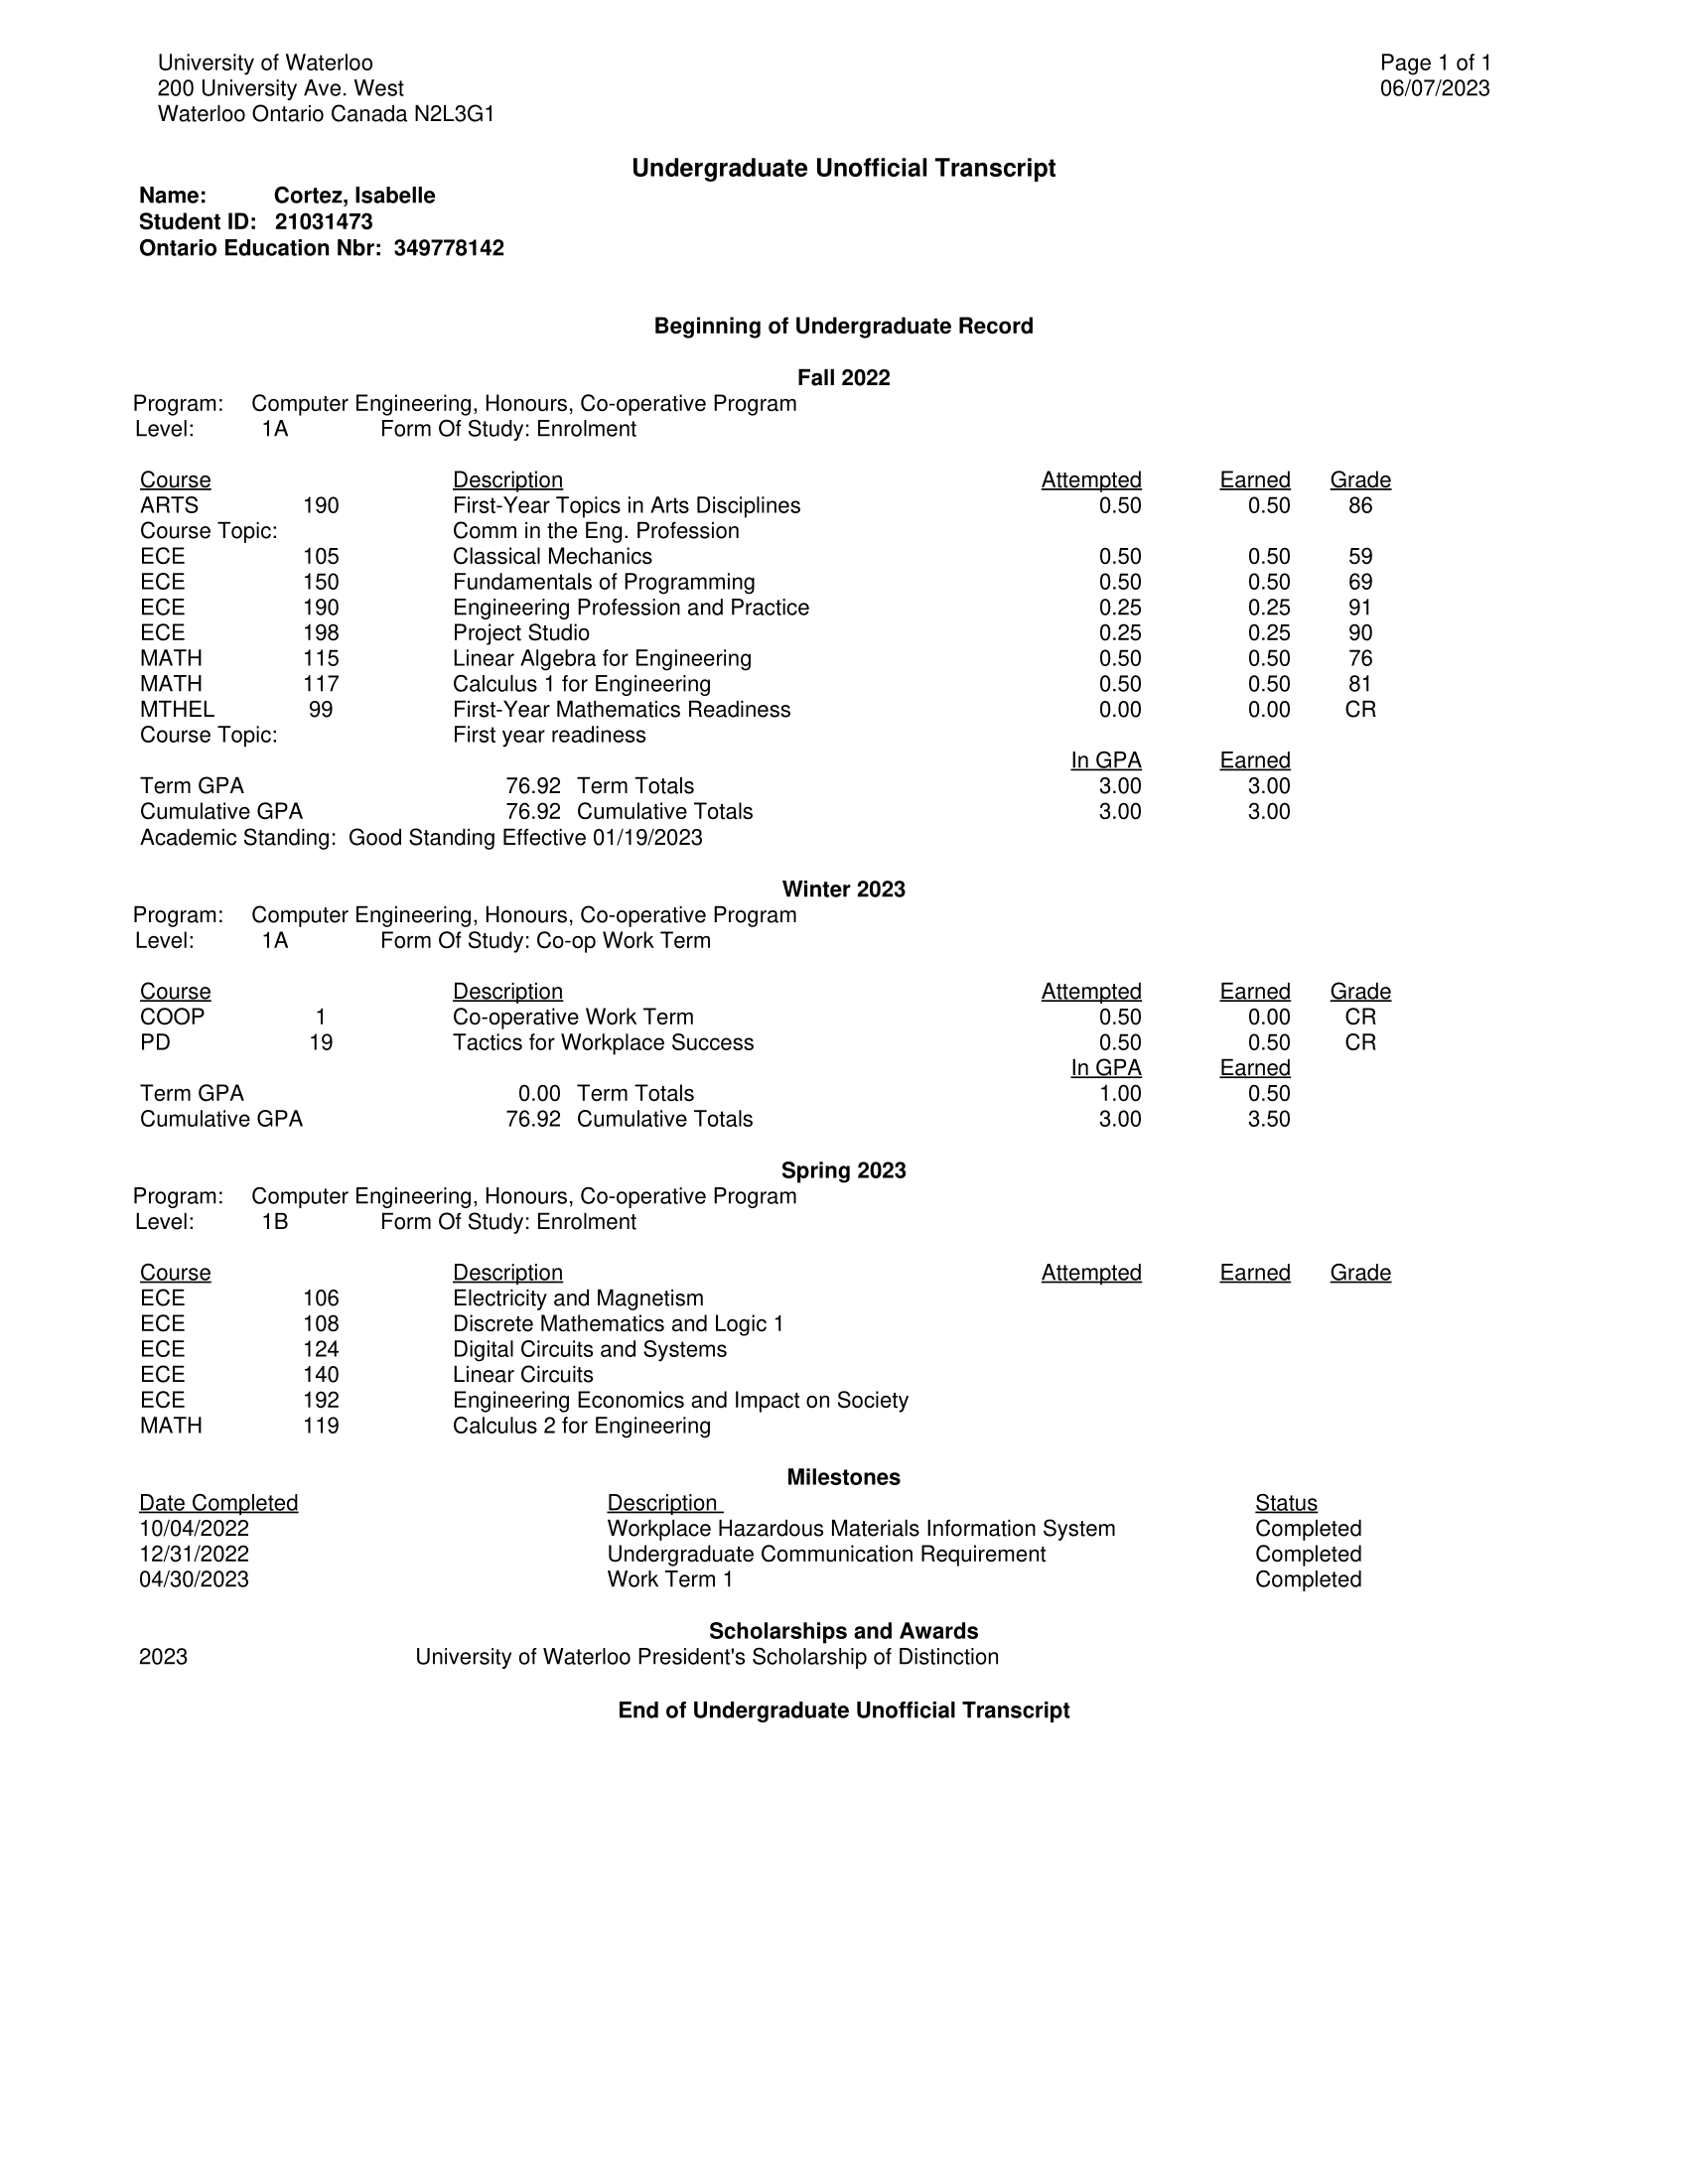 University of Waterloo
200 University Ave. West
Waterloo Ontario Canada N2L3G1
Page 1 of 1
06/07/2023
Undergraduate Unofficial Transcript
Name: Cortez, Isabelle
Student ID: 21031473
Ontario Education Nbr: 349778142
Beginning of Undergraduate Record
Fall 2022
Program: Computer Engineering, Honours, Co-operative Program
Level: 1A Form Of Study: Enrolment
Course Description Attempted Earned Grade
ARTS 190 First-Year Topics in Arts Disciplines 0.50 0.50 86
Course Topic: Comm in the Eng. Profession
ECE 105 Classical Mechanics 0.50 0.50 59
ECE 150 Fundamentals of Programming 0.50 0.50 69
ECE 190 Engineering Profession and Practice 0.25 0.25 91
ECE 198 Project Studio 0.25 0.25 90
MATH 115 Linear Algebra for Engineering 0.50 0.50 76
MATH 117 Calculus 1 for Engineering 0.50 0.50 81
MTHEL 99 First-Year Mathematics Readiness 0.00 0.00 CR
Course Topic: First year readiness
In GPA Earned
Term GPA 76.92 Term Totals 3.00 3.00
Cumulative GPA 76.92 Cumulative Totals 3.00 3.00
Academic Standing: Good Standing Effective 01/19/2023
Winter 2023
Program: Computer Engineering, Honours, Co-operative Program
Level: 1A Form Of Study: Co-op Work Term
Course Description Attempted Earned Grade
COOP 1 Co-operative Work Term 0.50 0.00 CR
PD 19 Tactics for Workplace Success 0.50 0.50 CR
In GPA Earned
Term GPA 0.00 Term Totals 1.00 0.50
Cumulative GPA 76.92 Cumulative Totals 3.00 3.50
Spring 2023
Program: Computer Engineering, Honours, Co-operative Program
Level: 1B Form Of Study: Enrolment
Course Description Attempted Earned Grade
ECE 106 Electricity and Magnetism
ECE 108 Discrete Mathematics and Logic 1
ECE 124 Digital Circuits and Systems
ECE 140 Linear Circuits
ECE 192 Engineering Economics and Impact on Society
MATH 119 Calculus 2 for Engineering
Milestones
Date Completed Description Status
10/04/2022 Workplace Hazardous Materials Information System Completed
12/31/2022 Undergraduate Communication Requirement Completed
04/30/2023 Work Term 1 Completed
Scholarships and Awards
2023 University of Waterloo President's Scholarship of Distinction
End of Undergraduate Unofficial Transcript